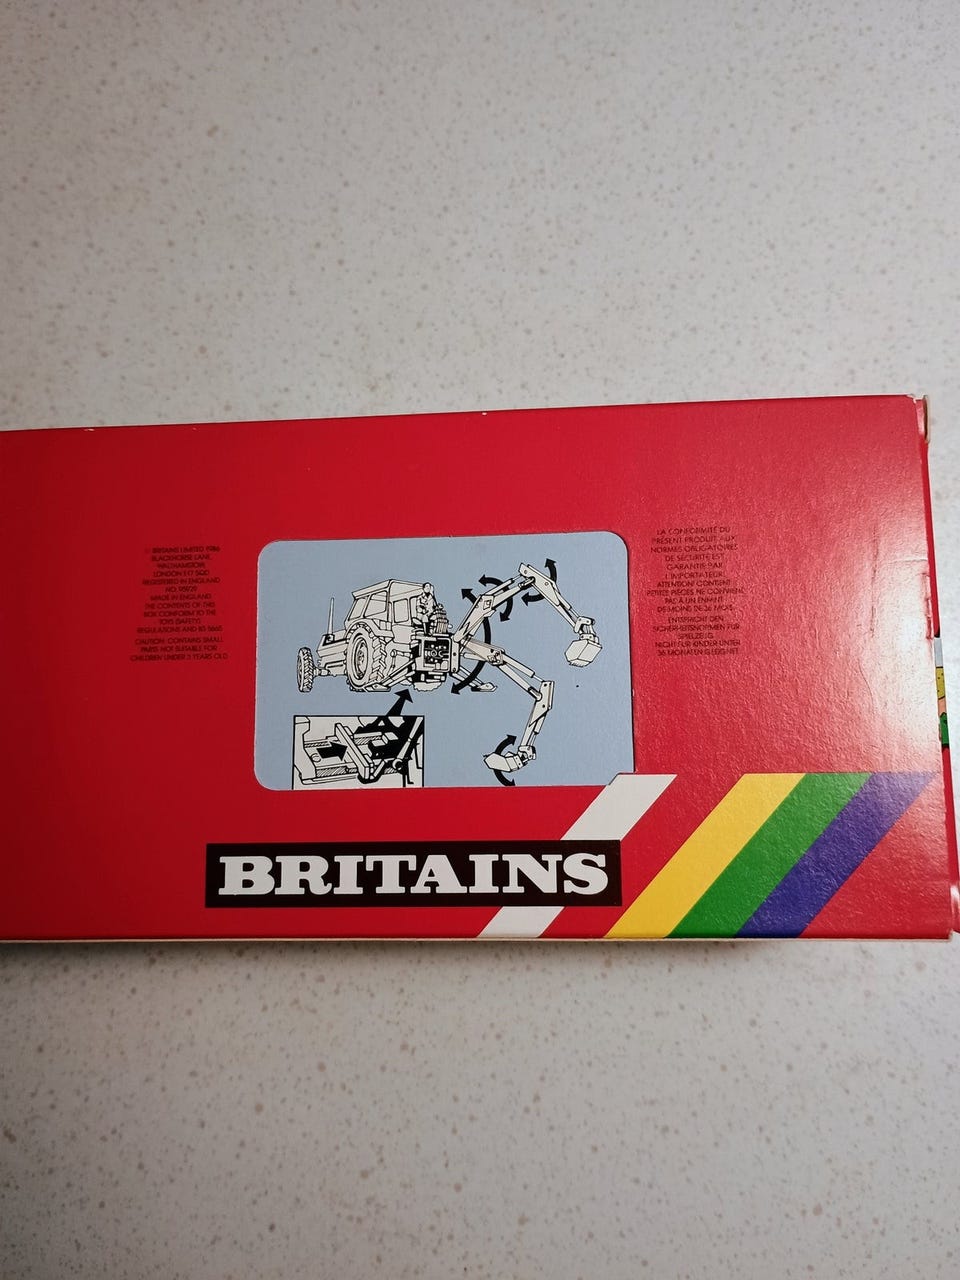 © BRITAINS LIMITED 1986
BLACKHORSE LANE,
WALTHAMSTOW,
LONDON E17 5QD
REGISTERED IN ENGLAND
MADE IN ENGLAND
THE CONTENTS OF THIS
BOX CONFORM TO THE
TOYS (SAFETY)
REGULATIONS AND BS 5665
CAUTION: CONTAINS SMALL
PARTS NOT SUITABLE FOR
CHILDREN UNDER 3 YEARS OLD
LA CONFORMITÉ DU
PRÉSENT PRODUIT AUX
NORMES OBLIGATOIRES
DE SÉCURITÉ EST
GARANTIE PAR
L'IMPORTATEUR.
ATTENTION! CONTIENT
PETITES PIÈCES NE CONVIENT
PAS À UN ENFANT
DE MOINS DE 36 MOIS.
ENTSPRICHT DEN
SICHERHEITSNORMEN FÜR
SPIELZEUG
NICHT FÜR KINDER UNTER
36 MONATEN GEEIGNET
BRITAINS